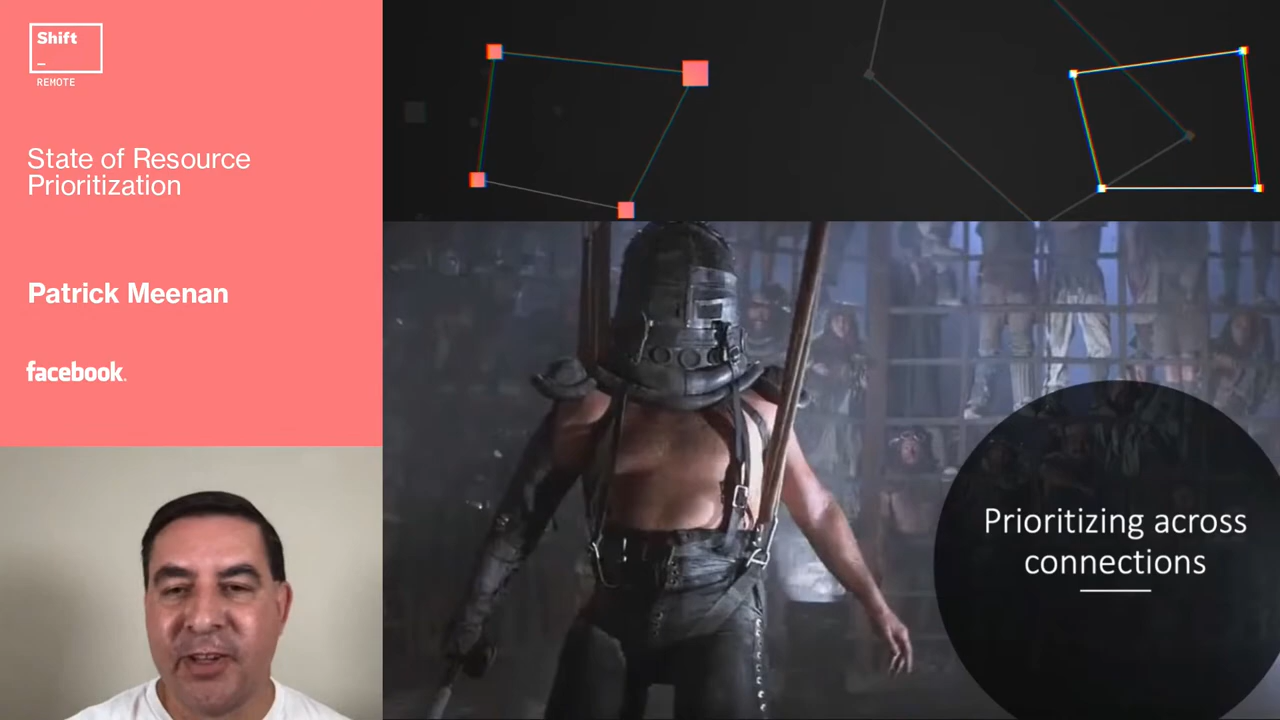 Shift
_
REMOTE
State of Resource
Prioritization
Patrick Meenan
facebook.
Prioritizing across
connections